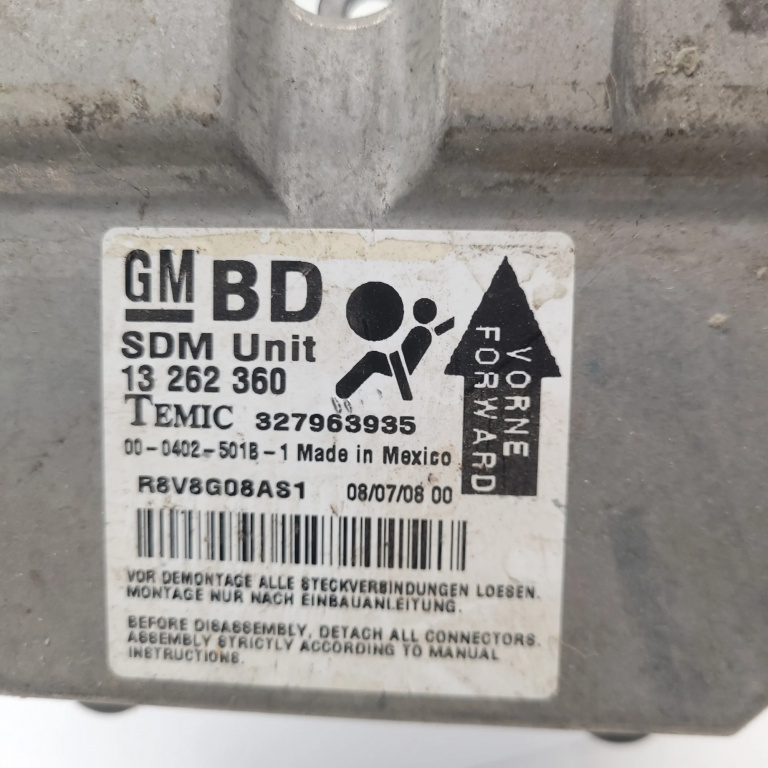 GM BD
SDM Unit
13 262 360
TEMIC 327963935
00-0402-501B-1 Made in Mexico
R8V8G08AS1 08/07/08 00
VORNE
FORWARD
VOR DEMONTAGE ALLE STECKVERBINDUNGEN LOESEN.
MONTAGE NUR NACH EINBAUANLEITUNG.
BEFORE DISASSEMBLY, DETACH ALL CONNECTORS.
ASSEMBLY STRICTLY ACCORDING TO MANUAL
INSTRUCTIONS.